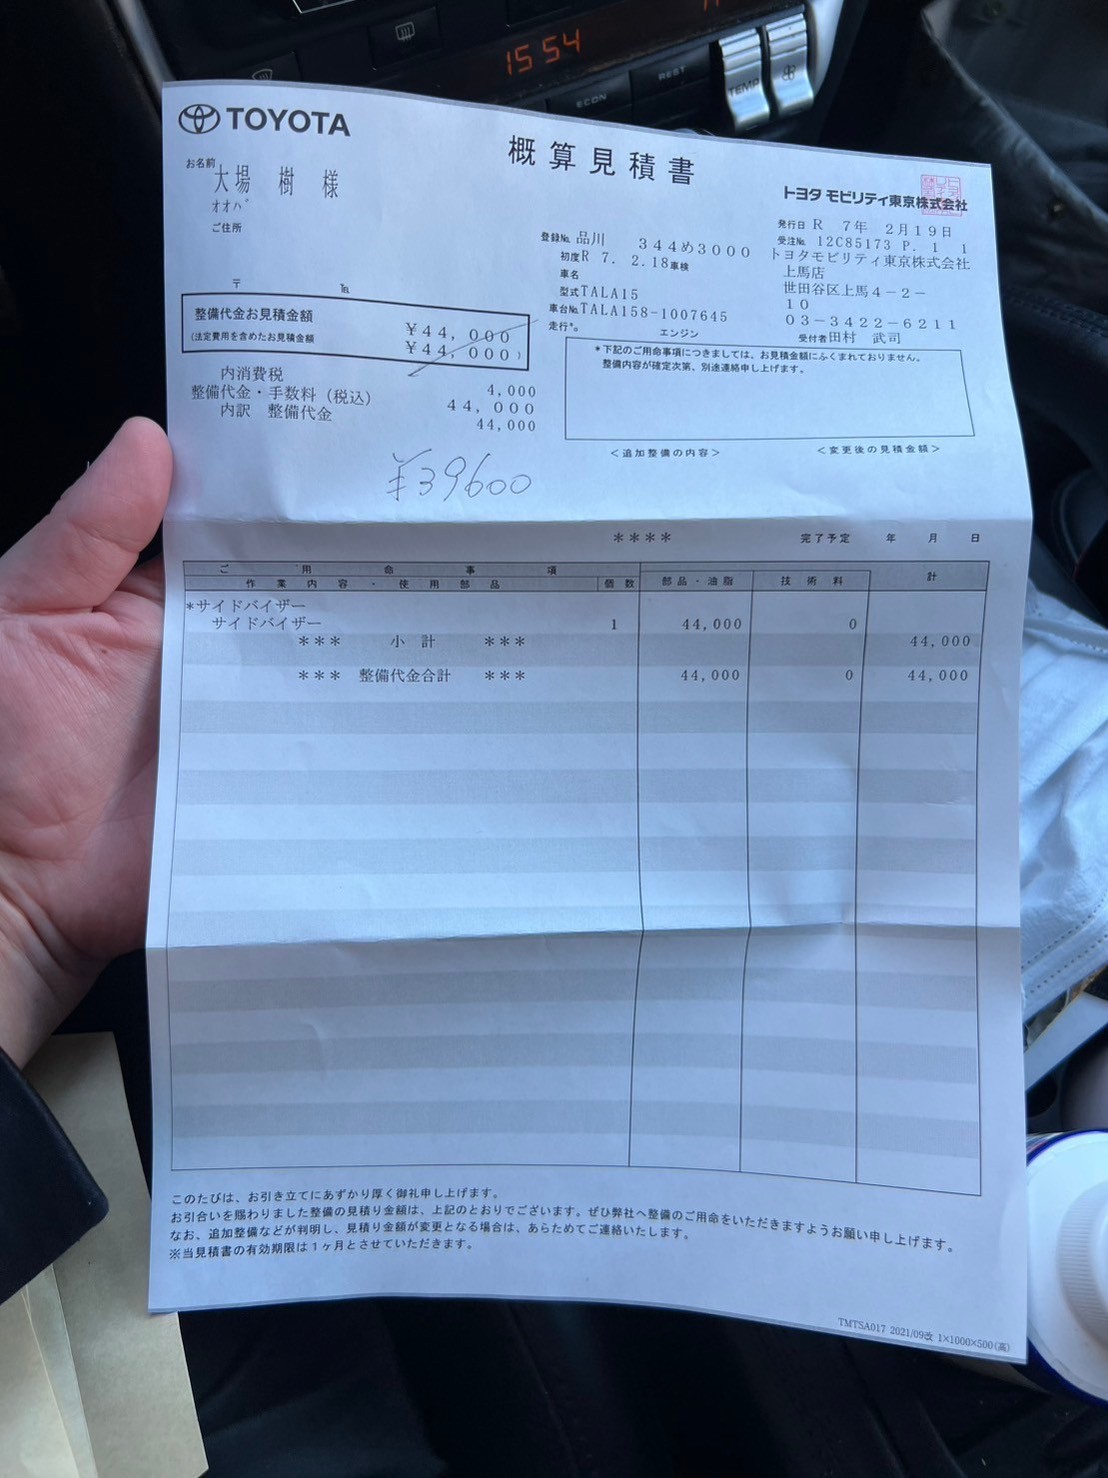 15 54
ECON
REST
TEMP
TOYOTA
概算見積書
お名前
大場 樹 様
オオバ
ご住所
〒 ℡
トヨタ モビリティ東京株式会社
発行日 R 7年 2月19日
受注№ 12C85173 P. 1 1
トヨタモビリティ東京株式会社
上馬店
世田谷区上馬4-2-
10
03-3422-6211
受付者 田村 武司
登録№ 品川 344め3000
初度 R 7. 2.18 車検
車名
型式 TALA15
車台№ TALA158-1007645
走行㌔ エンジン
整備代金お見積金額 ¥44,000
(法定費用を含めたお見積金額 ¥44,000)
内消費税 4,000
整備代金・手数料(税込) 44,000
内訳 整備代金 44,000
¥39600
*下記のご用命事項につきましては、お見積金額にふくまれておりません。
整備内容が確定次第、別途連絡申し上げます。
<追加整備の内容> <変更後の見積金額>
**** 完了予定 年 月 日
ご用命事項
作業内容・使用部品 個数 部品・油脂 技術料 計
*サイドバイザー
サイドバイザー 1 44,000 0
*** 小 計 *** 44,000
*** 整備代金合計 *** 44,000 0 44,000
このたびは、お引き立てにあずかり厚く御礼申し上げます。
お引合いを賜わりました整備の見積り金額は、上記のとおりでございます。ぜひ弊社へ整備のご用命をいただきますようお願い申し上げます。
なお、追加整備などが判明し、見積り金額が変更となる場合は、あらためてご連絡いたします。
※当見積書の有効期限は1ヶ月とさせていただきます。
TMTSA017 2021/09改 1×1000×500(高)